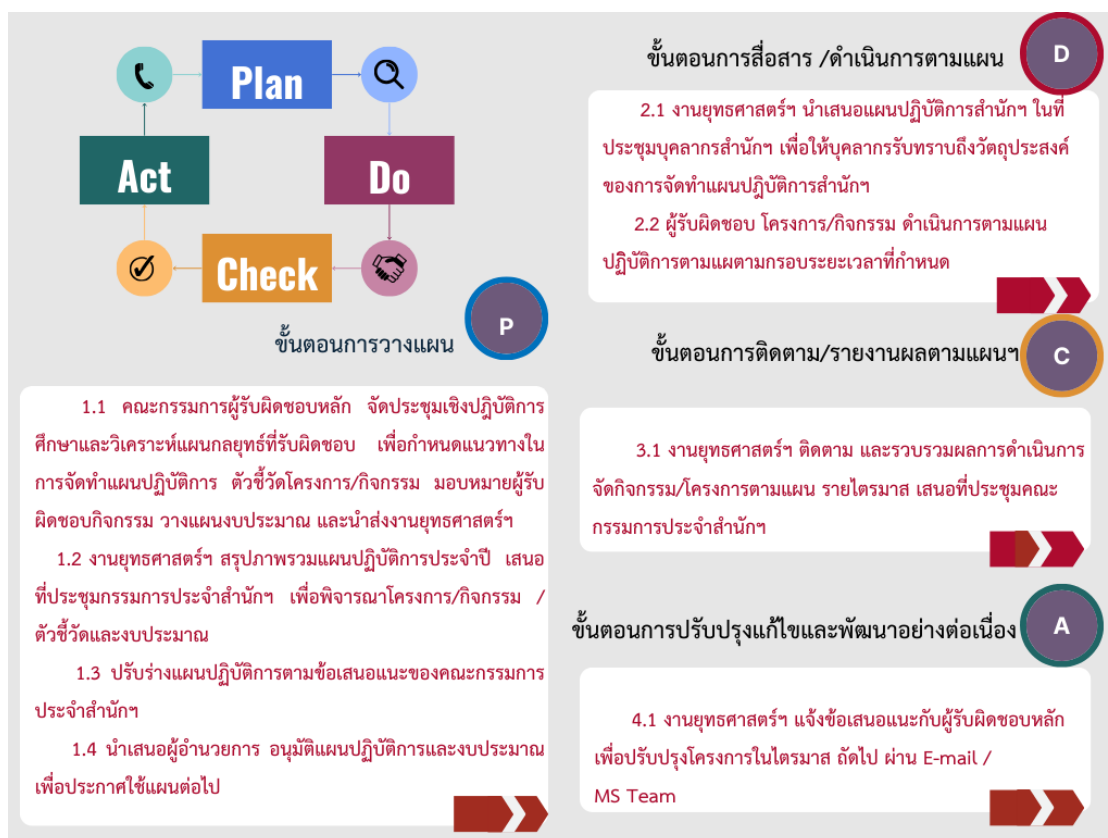 Plan
Act
Do
Check
P
ขั้นตอนการวางแผน
1.1 คณะกรรมการผู้รับผิดชอบหลัก จัดประชุมเชิงปฏิบัติการ
ศึกษาและวิเคราะห์แผนกลยุทธ์ที่รับผิดชอบ เพื่อกำหนดแนวทางใน
การจัดทำแผนปฏิบัติการ ตัวชี้วัดโครงการ/กิจกรรม มอบหมายผู้รับ
ผิดชอบกิจกรรม วางแผนงบประมาณ และนำส่งงานยุทธศาสตร์ฯ
1.2 งานยุทธศาสตร์ฯ สรุปภาพรวมแผนปฏิบัติการประจำปี เสนอ
ที่ประชุมกรรมการประจำสำนักฯ เพื่อพิจารณาโครงการ/กิจกรรม /
ตัวชี้วัดและงบประมาณ
1.3 ปรับร่างแผนปฏิบัติการตามข้อเสนอแนะของคณะกรรมการ
ประจำสำนักฯ
1.4 นำเสนอผู้อำนวยการ อนุมัติแผนปฏิบัติการและงบประมาณ
เพื่อประกาศใช้แผนต่อไป
ขั้นตอนการสื่อสาร /ดำเนินการตามแผน
D
2.1 งานยุทธศาสตร์ฯ นำเสนอแผนปฏิบัติการสำนักฯ ในที่
ประชุมบุคลากรสำนักฯ เพื่อให้บุคลากรรับทราบถึงวัตถุประสงค์
ของการจัดทำแผนปฏิบัติการสำนักฯ
2.2 ผู้รับผิดชอบ โครงการ/กิจกรรม ดำเนินการตามแผน
ปฏิบัติการตามแผตามกรอบระยะเวลาที่กำหนด
ขั้นตอนการติดตาม/รายงานผลตามแผนฯ
C
3.1 งานยุทธศาสตร์ฯ ติดตาม และรวบรวมผลการดำเนินการ
จัดกิจกรรม/โครงการตามแผน รายไตรมาส เสนอที่ประชุมคณะ
กรรมการประจำสำนักฯ
ขั้นตอนการปรับปรุงแก้ไขและพัฒนาอย่างต่อเนื่อง
A
4.1 งานยุทธศาสตร์ฯ แจ้งข้อเสนอแนะกับผู้รับผิดชอบหลัก
เพื่อปรับปรุงโครงการในไตรมาส ถัดไป ผ่าน E-mail /
MS Team